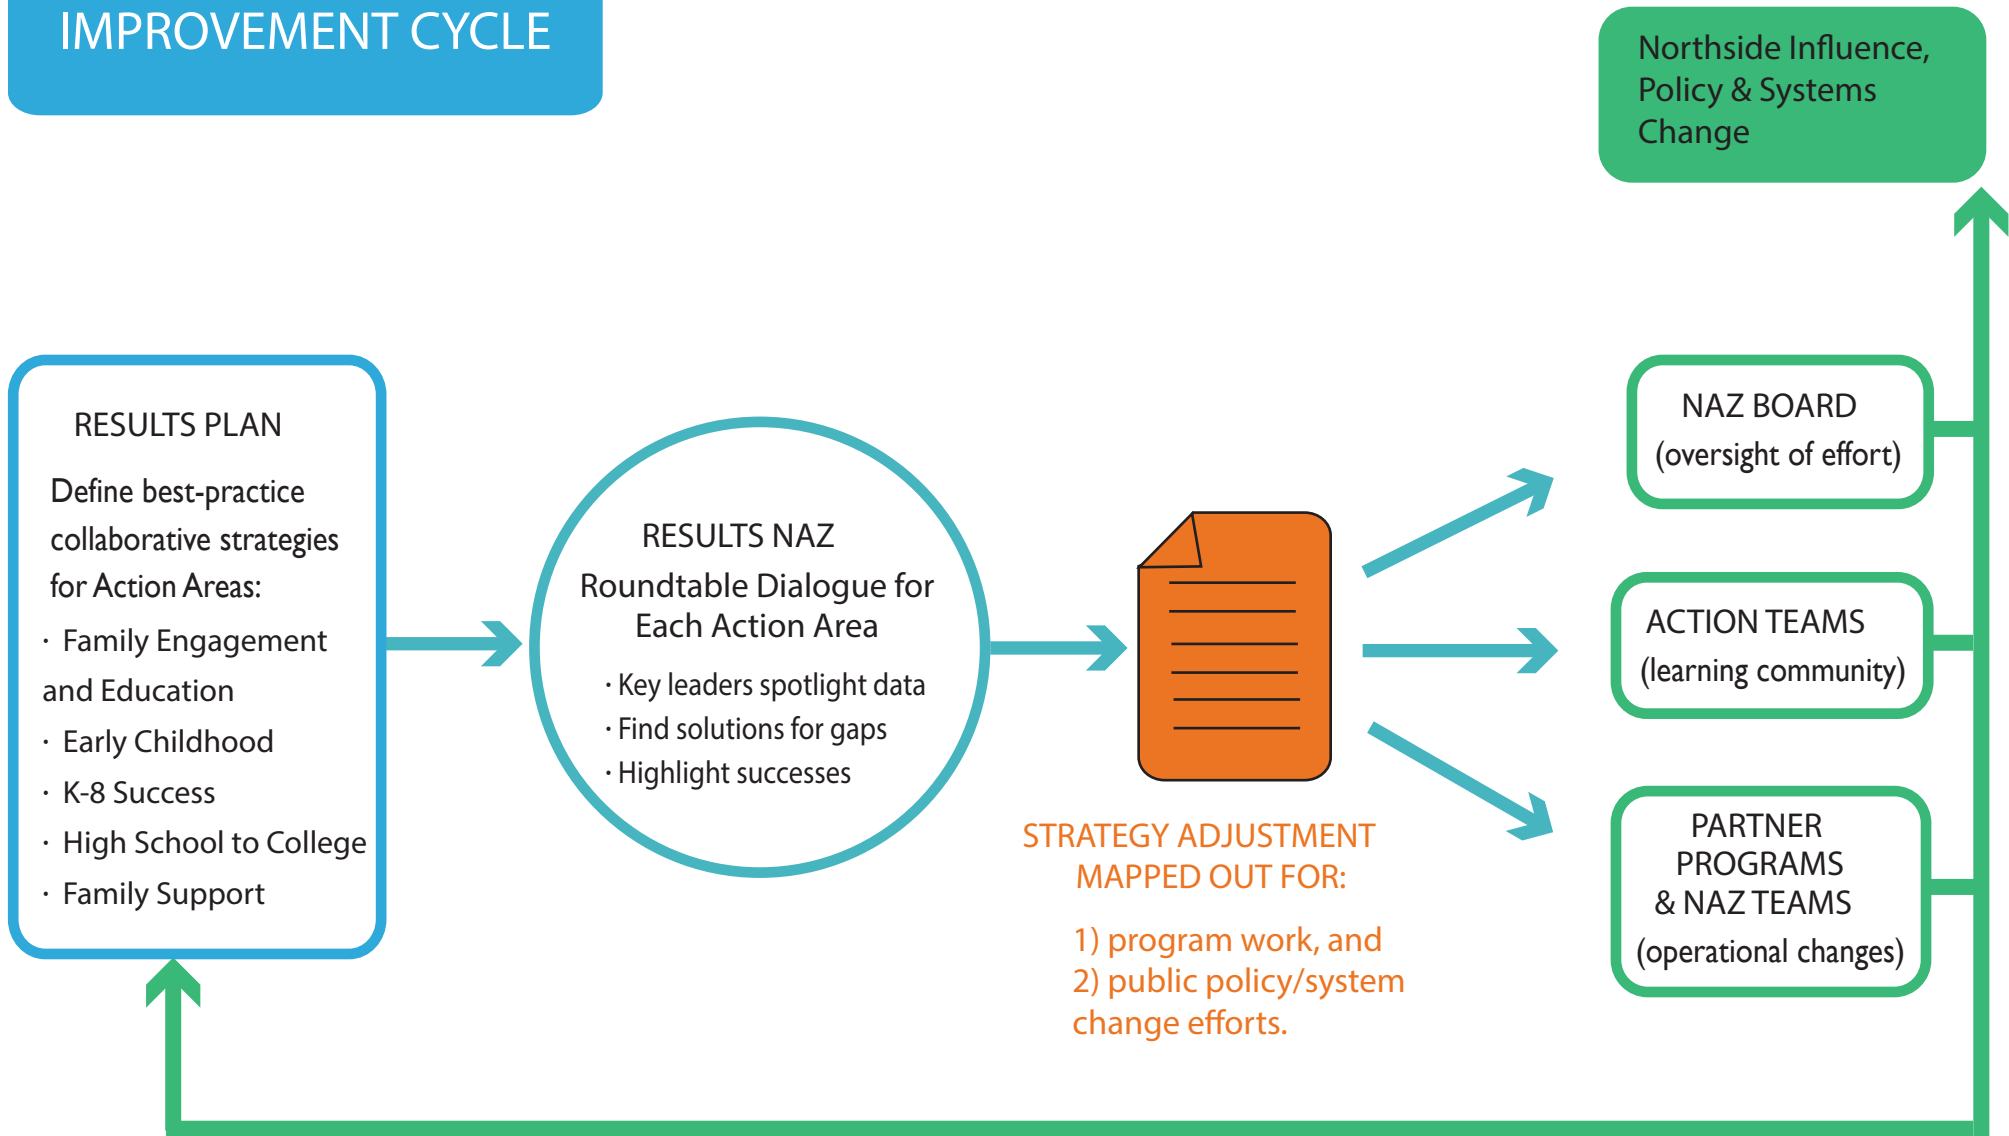 IMPROVEMENT CYCLE
Northside Influence,
Policy & Systems
Change
RESULTS PLAN
Define best-practice
collaborative strategies
for Action Areas:
· Family Engagement
and Education
· Early Childhood
· K-8 Success
· High School to College
· Family Support
RESULTS NAZ
Roundtable Dialogue for
Each Action Area
· Key leaders spotlight data
· Find solutions for gaps
· Highlight successes
STRATEGY ADJUSTMENT
MAPPED OUT FOR:
1) program work, and
2) public policy/system
change efforts.
NAZ BOARD
(oversight of effort)
ACTION TEAMS
(learning community)
PARTNER
PROGRAMS
& NAZ TEAMS
(operational changes)